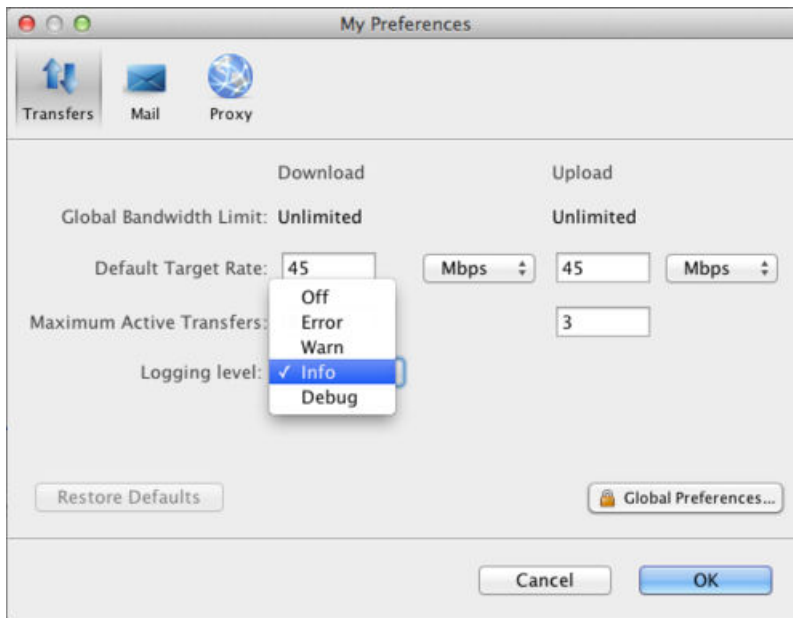 My Preferences
Transfers Mail Proxy
Download Upload
Global Bandwidth Limit: Unlimited Unlimited
Default Target Rate: 45 Mbps 45 Mbps
Off
Maximum Active Transfers: Error 3
Warn
Logging level: ✓ Info
Debug
Restore Defaults Global Preferences...
Cancel OK